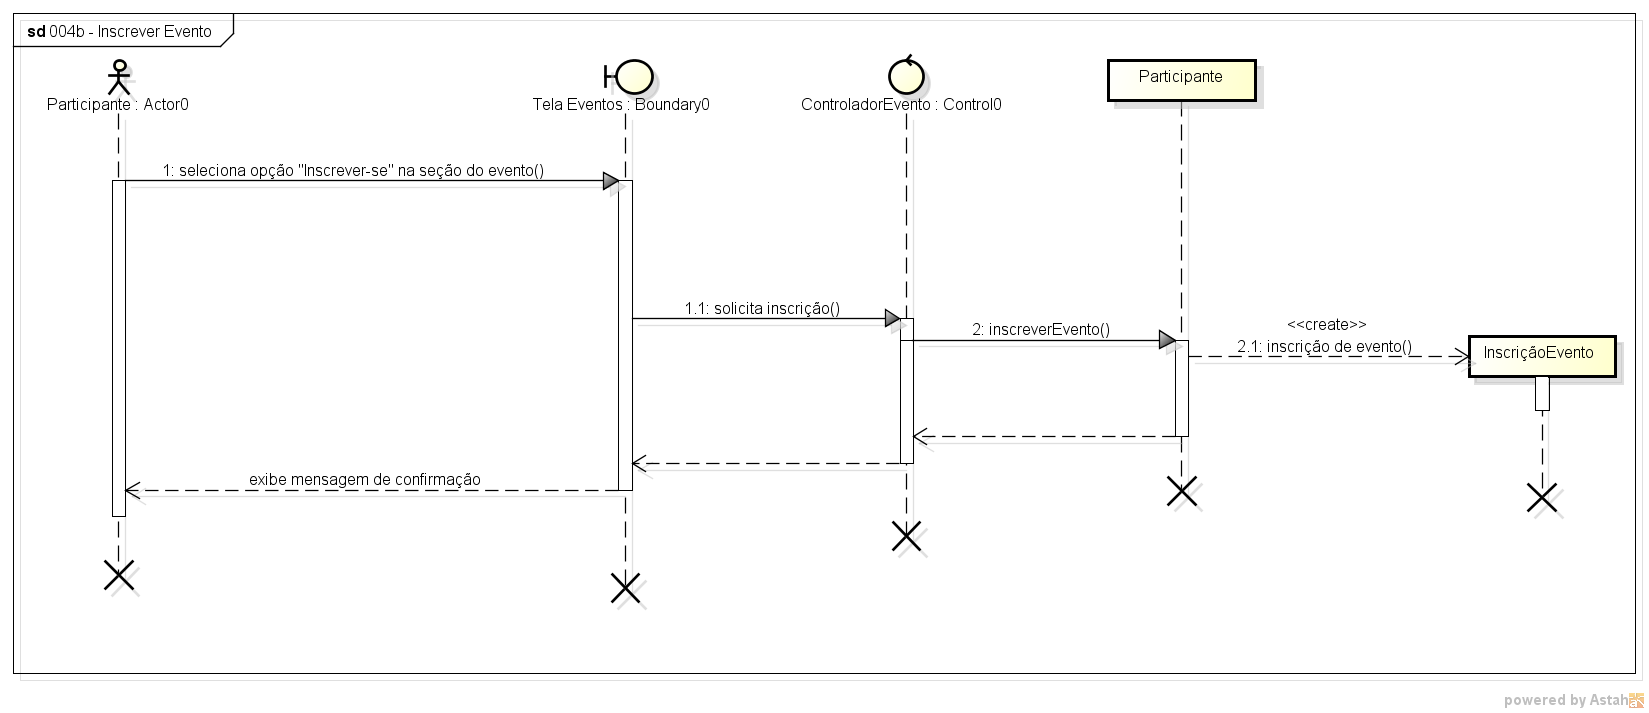 sd 004b - Inscrever Evento
Participante : Actor0
Tela Eventos : Boundary0
ControladorEvento : Control0
Participante
1: seleciona opção "Inscrever-se" na seção do evento()
1.1: solicita inscrição()
2: inscreverEvento()
<<create>>
2.1: inscrição de evento()
InscriçãoEvento
exibe mensagem de confirmação
powered by Astah